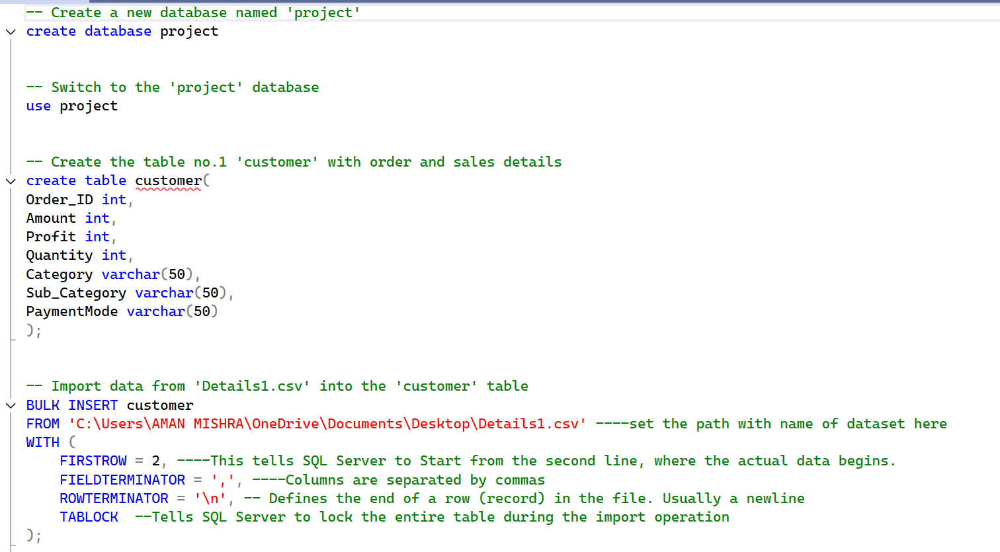 -- Create a new database named 'project'
create database project
-- Switch to the 'project' database
use project
-- Create the table no.1 'customer' with order and sales details
create table customer(
Order_ID int,
Amount int,
Profit int,
Quantity int,
Category varchar(50),
Sub_Category varchar(50),
PaymentMode varchar(50)
);
-- Import data from 'Details1.csv' into the 'customer' table
BULK INSERT customer
FROM 'C:\Users\AMAN MISHRA\OneDrive\Documents\Desktop\Details1.csv' ----set the path with name of dataset here
WITH (
    FIRSTROW = 2, ----This tells SQL Server to Start from the second line, where the actual data begins.
    FIELDTERMINATOR = ',', ----Columns are separated by commas
    ROWTERMINATOR = '\n', -- Defines the end of a row (record) in the file. Usually a newline
    TABLOCK  --Tells SQL Server to lock the entire table during the import operation
);